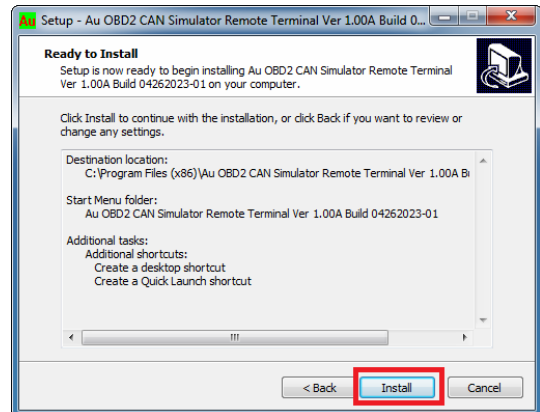 Au Setup - Au OBD2 CAN Simulator Remote Terminal Ver 1.00A Build 0...
Ready to Install
Setup is now ready to begin installing Au OBD2 CAN Simulator Remote Terminal
Ver 1.00A Build 04262023-01 on your computer.
Click Install to continue with the installation, or click Back if you want to review or
change any settings.
Destination location:
C:\Program Files (x86)\Au OBD2 CAN Simulator Remote Terminal Ver 1.00A Bu
Start Menu folder:
Au OBD2 CAN Simulator Remote Terminal Ver 1.00A Build 04262023-01
Additional tasks:
Additional shortcuts:
Create a desktop shortcut
Create a Quick Launch shortcut
< Back Install Cancel